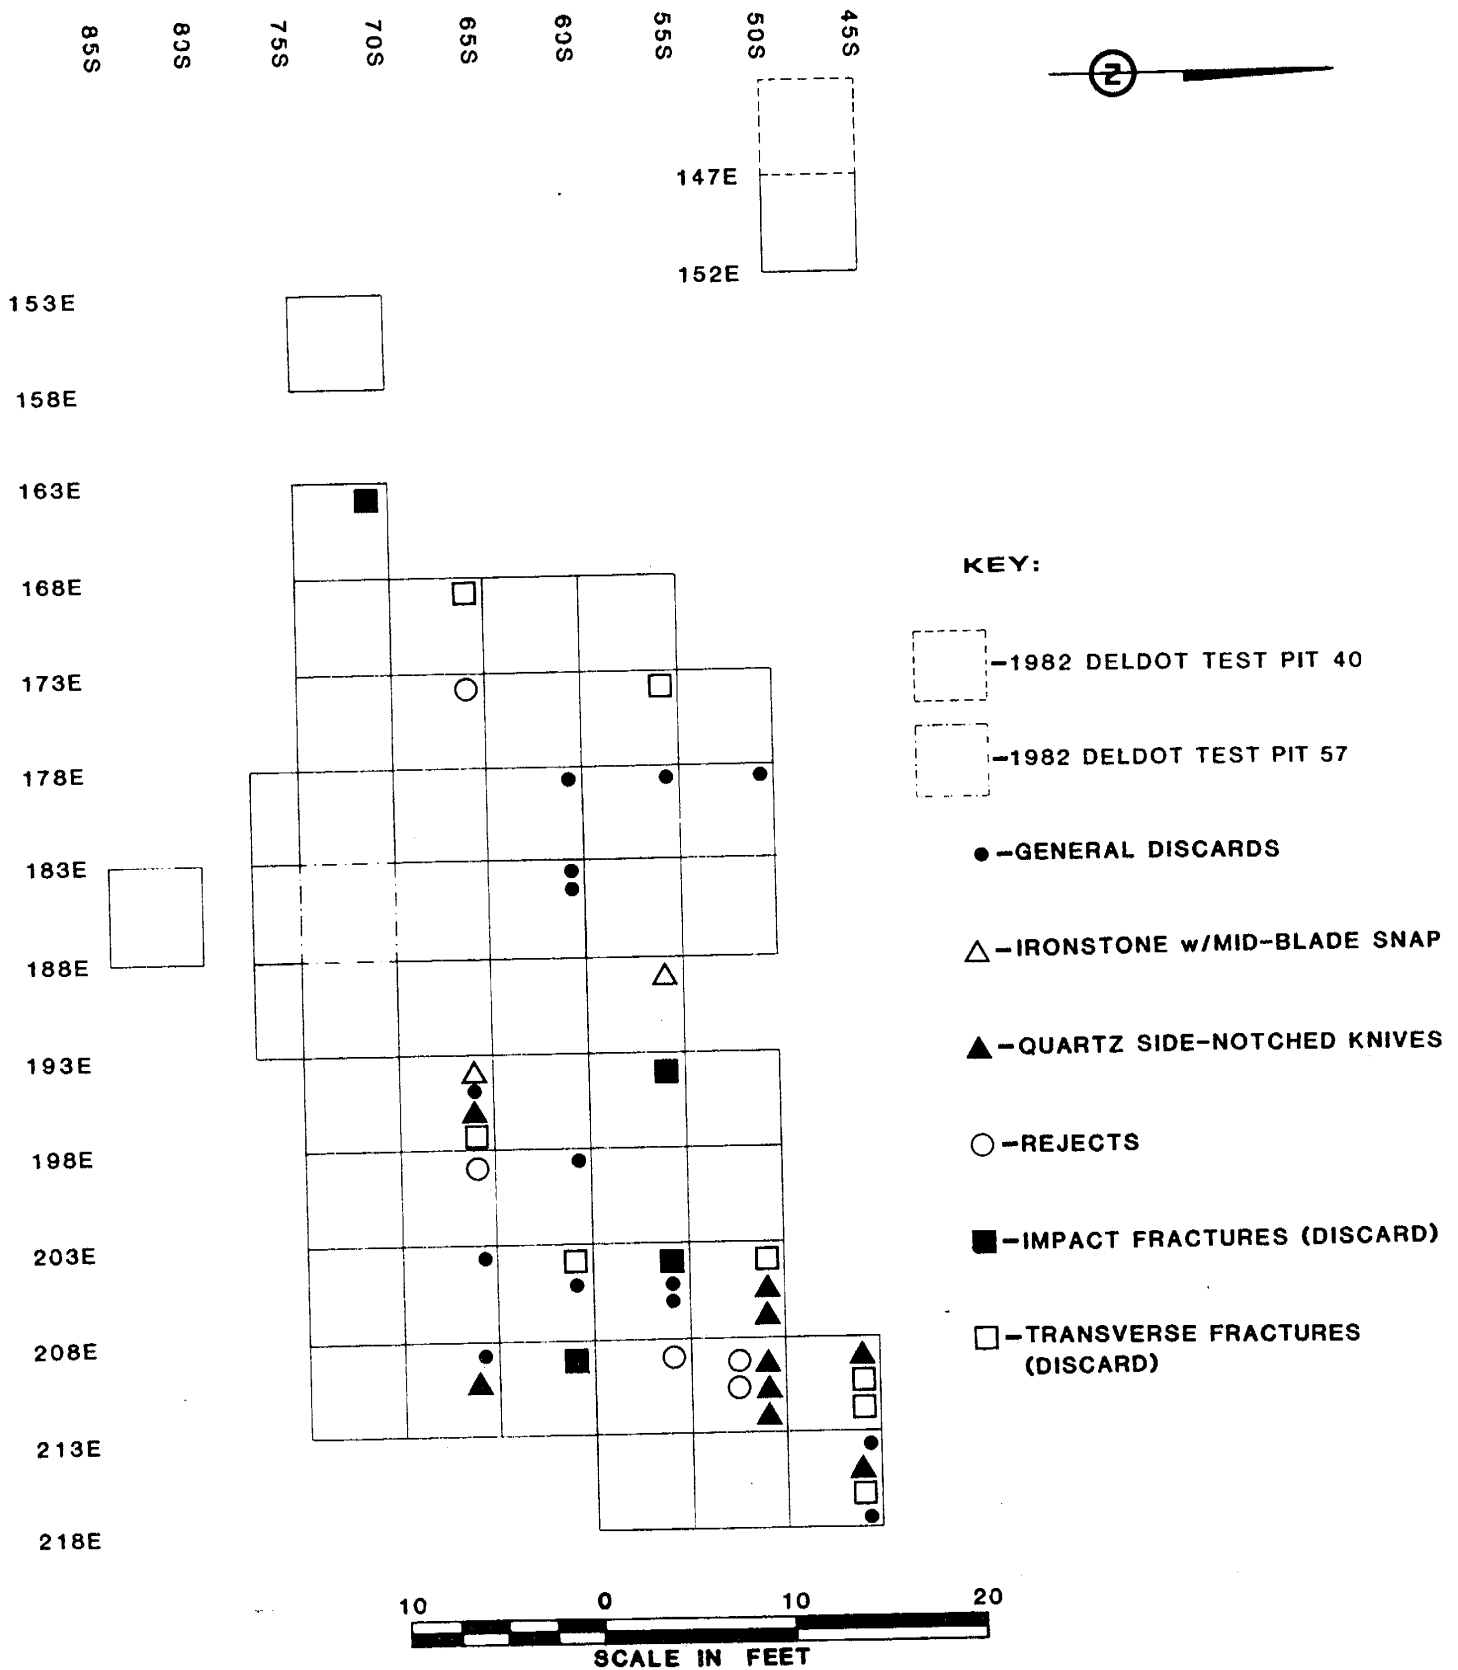 85S 80S 75S 70S 65S 60S 55S 50S 45S
N
147E
152E
153E
158E
163E
168E
173E
178E
183E
188E
193E
198E
203E
208E
213E
218E
KEY:
-1982 DELDOT TEST PIT 40
-1982 DELDOT TEST PIT 57
-GENERAL DISCARDS
-IRONSTONE w/MID-BLADE SNAP
-QUARTZ SIDE-NOTCHED KNIVES
-REJECTS
-IMPACT FRACTURES (DISCARD)
-TRANSVERSE FRACTURES
(DISCARD)
10 0 10 20
SCALE IN FEET